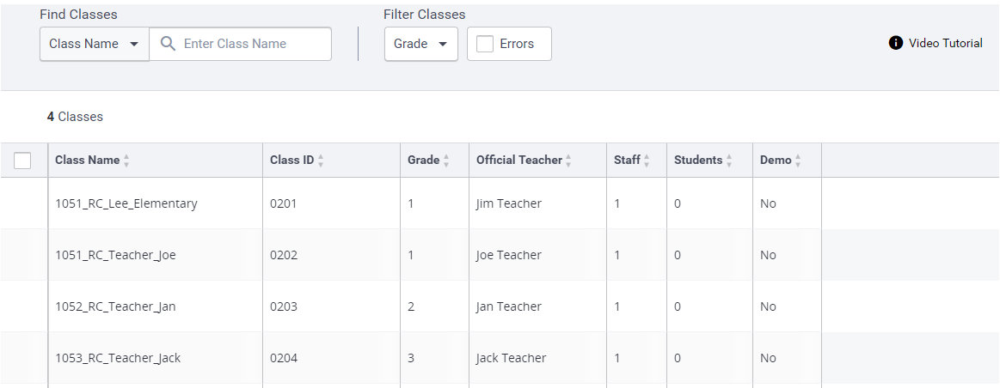 Find Classes Filter Classes
Class Name Enter Class Name Grade Errors Video Tutorial
4 Classes
Class Name Class ID Grade Official Teacher Staff Students Demo
1051_RC_Lee_Elementary 0201 1 Jim Teacher 1 0 No
1051_RC_Teacher_Joe 0202 1 Joe Teacher 1 0 No
1052_RC_Teacher_Jan 0203 2 Jan Teacher 1 0 No
1053_RC_Teacher_Jack 0204 3 Jack Teacher 1 0 No